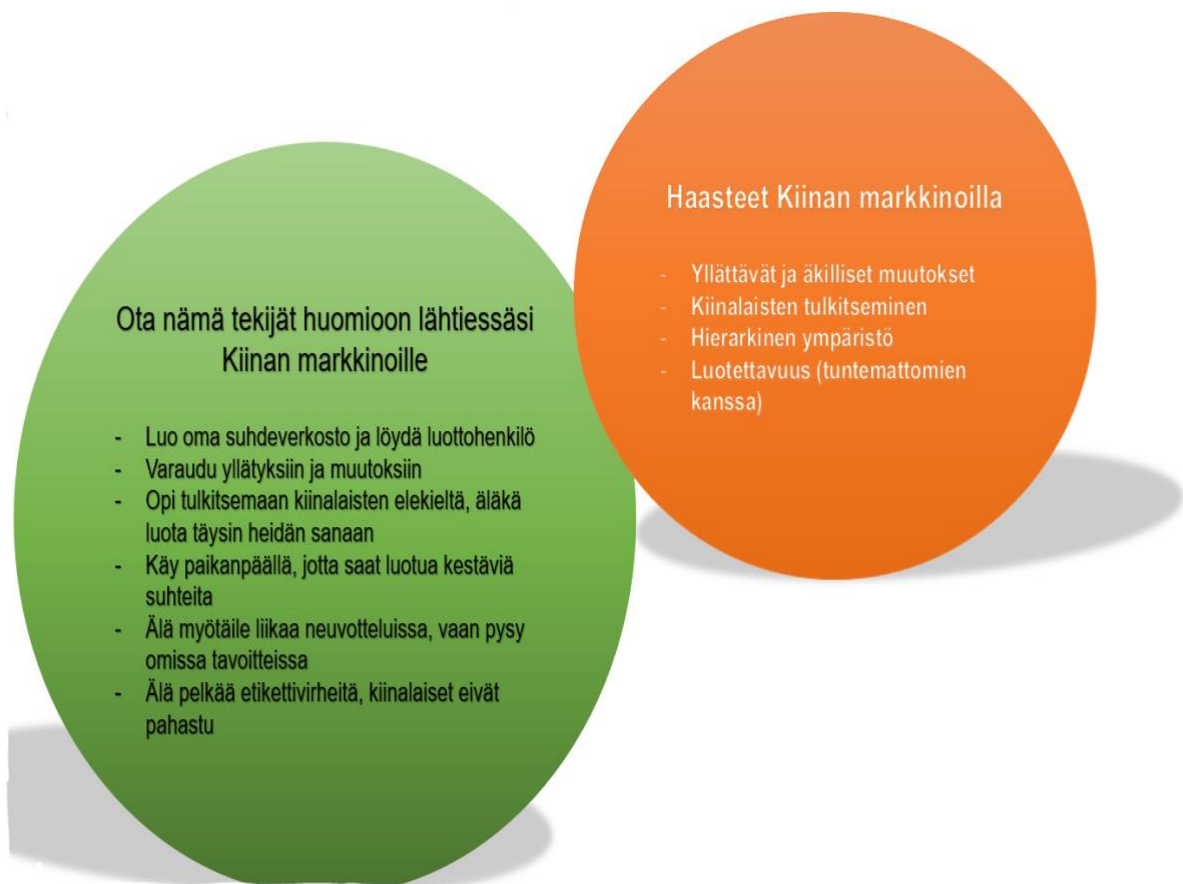 Ota nämä tekijät huomioon lähtiessäsi
Kiinan markkinoille
- Luo oma suhdeverkosto ja löydä luottohenkilö
- Varaudu yllätyksiin ja muutoksiin
- Opi tulkitsemaan kiinalaisten elekieltä, äläkä
luota täysin heidän sanaan
- Käy paikanpäällä, jotta saat luotua kestäviä
suhteita
- Älä myötäile liikaa neuvotteluissa, vaan pysy
omissa tavoitteissa
- Älä pelkää etikettivirheitä, kiinalaiset eivät
pahastu
Haasteet Kiinan markkinoilla
- Yllättävät ja äkilliset muutokset
- Kiinalaisten tulkitseminen
- Hierarkinen ympäristö
- Luotettavuus (tuntemattomien
kanssa)